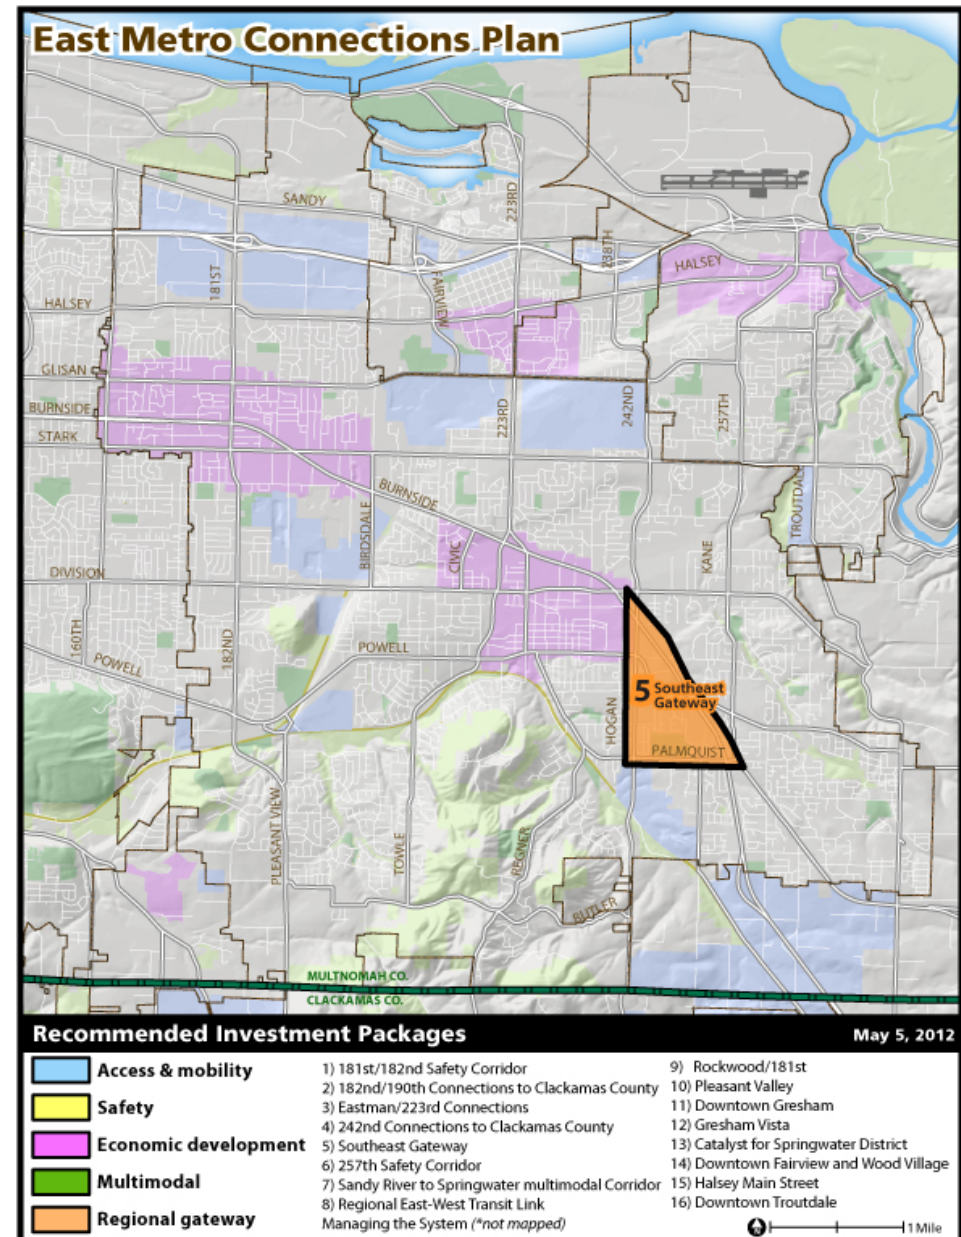 East Metro Connections Plan
SANDY
223RD
181ST
FAIRVIEW
238TH
HALSEY
HALSEY
GLISAN
BURNSIDE
STARK
223RD
242ND
257TH
BURNSIDE
BIRDSDALE
CIVIC
KANE
TROUTDALE
DIVISION
160TH
182ND
POWELL
POWELL
HOGAN
5 Southeast
Gateway
PALMQUIST
PLEASANT VIEW
TOWLE
REGNER
BUTLER
MULTNOMAH CO.
CLACKAMAS CO.
Recommended Investment Packages
May 5, 2012
Access & mobility
Safety
Economic development
Multimodal
Regional gateway
1) 181st/182nd Safety Corridor
2) 182nd/190th Connections to Clackamas County
3) Eastman/223rd Connections
4) 242nd Connections to Clackamas County
5) Southeast Gateway
6) 257th Safety Corridor
7) Sandy River to Springwater multimodal Corridor
8) Regional East-West Transit Link
Managing the System (*not mapped)
9) Rockwood/181st
10) Pleasant Valley
11) Downtown Gresham
12) Gresham Vista
13) Catalyst for Springwater District
14) Downtown Fairview and Wood Village
15) Halsey Main Street
16) Downtown Troutdale
1 Mile